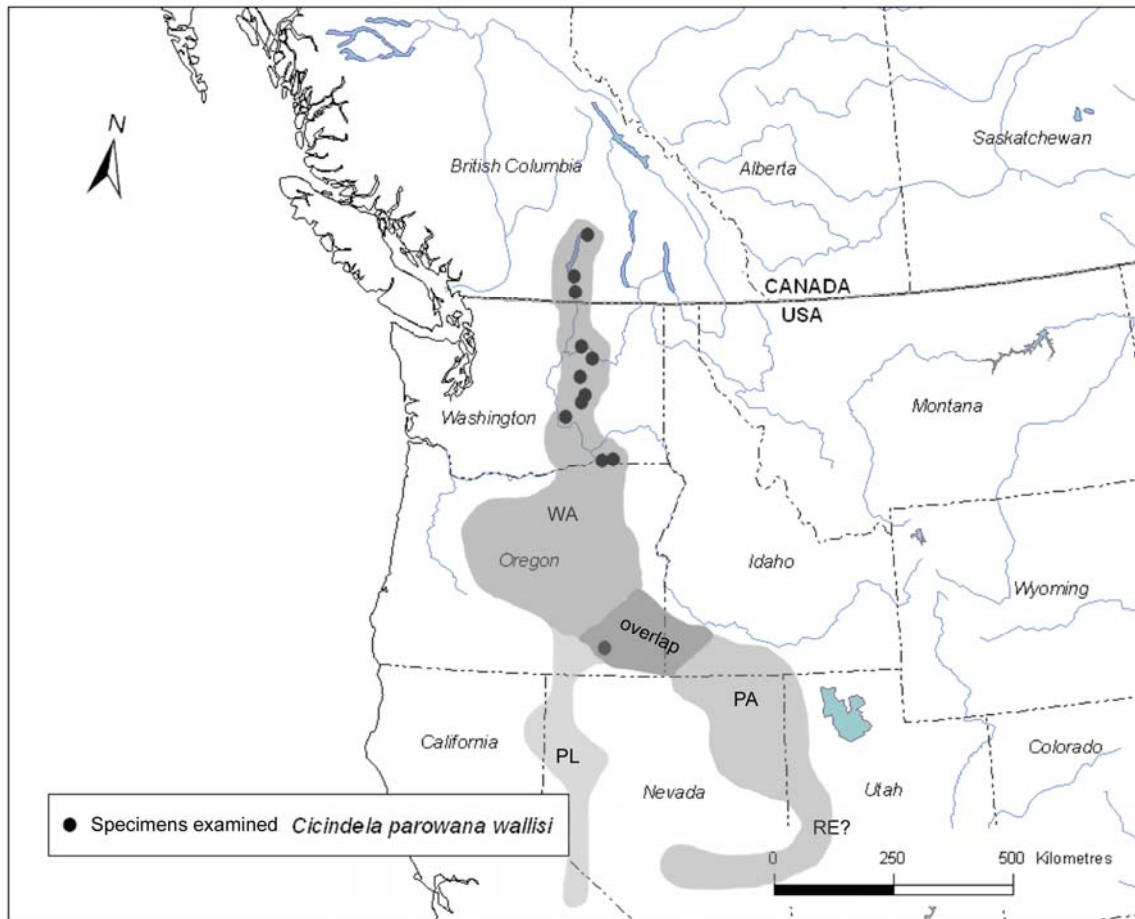 N
British Columbia
Alberta
Saskatchewan
CANADA
USA
Washington
Montana
WA
Oregon
Idaho
Wyoming
overlap
PA
California
PL
Nevada
Utah
Colorado
RE?
Specimens examined Cicindela parowana wallisi
0 250 500 Kilometres